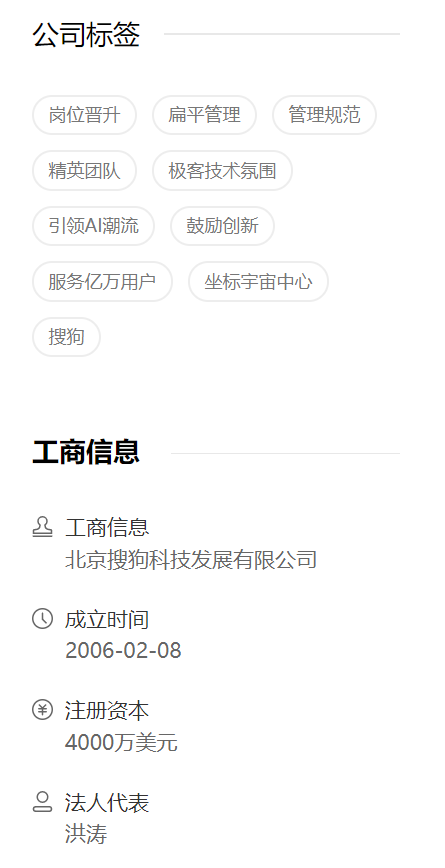 公司标签
岗位晋升 扁平管理 管理规范
精英团队 极客技术氛围
引领AI潮流 鼓励创新
服务亿万用户 坐标宇宙中心
搜狗
工商信息
工商信息
北京搜狗科技发展有限公司
成立时间
2006-02-08
注册资本
4000万美元
法人代表
洪涛